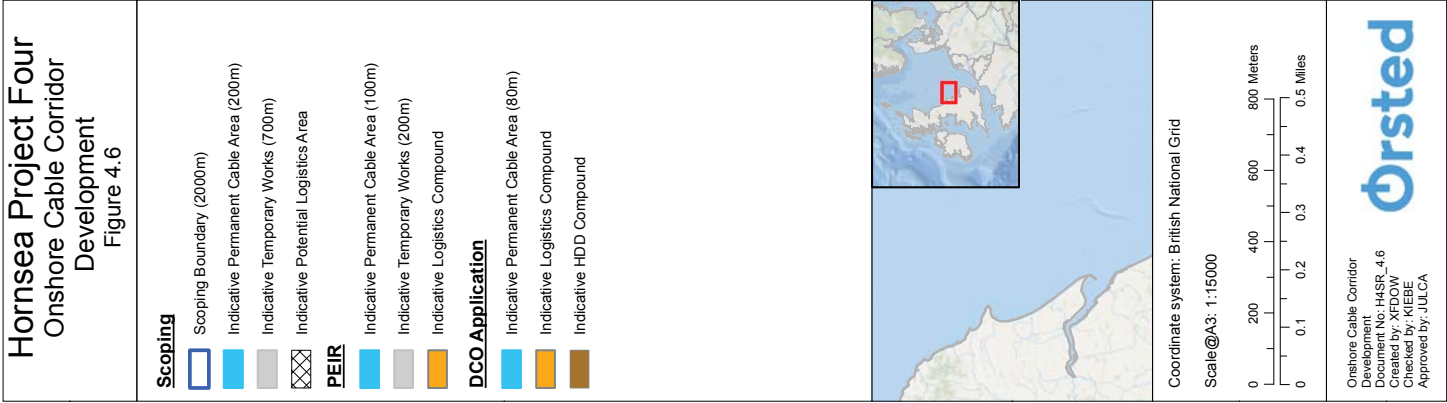 Hornsea Project Four
Onshore Cable Corridor
Development
Figure 4.6
Scoping
Scoping Boundary (2000m)
Indicative Permanent Cable Area (200m)
Indicative Temporary Works (700m)
Indicative Potential Logistics Area
PEIR
Indicative Permanent Cable Area (100m)
Indicative Temporary Works (200m)
Indicative Logistics Compound
DCO Application
Indicative Permanent Cable Area (80m)
Indicative Logistics Compound
Indicative HDD Compound
Coordinate system: British National Grid
Scale@A3: 1:15000
0 200 400 600 800 Meters
0 0.1 0.2 0.3 0.4 0.5 Miles
Onshore Cable Corridor
Development
Document No: H4SR_4.6
Created by: XFDOW
Checked by: KIEBE
Approved by: JULCA
Ørsted